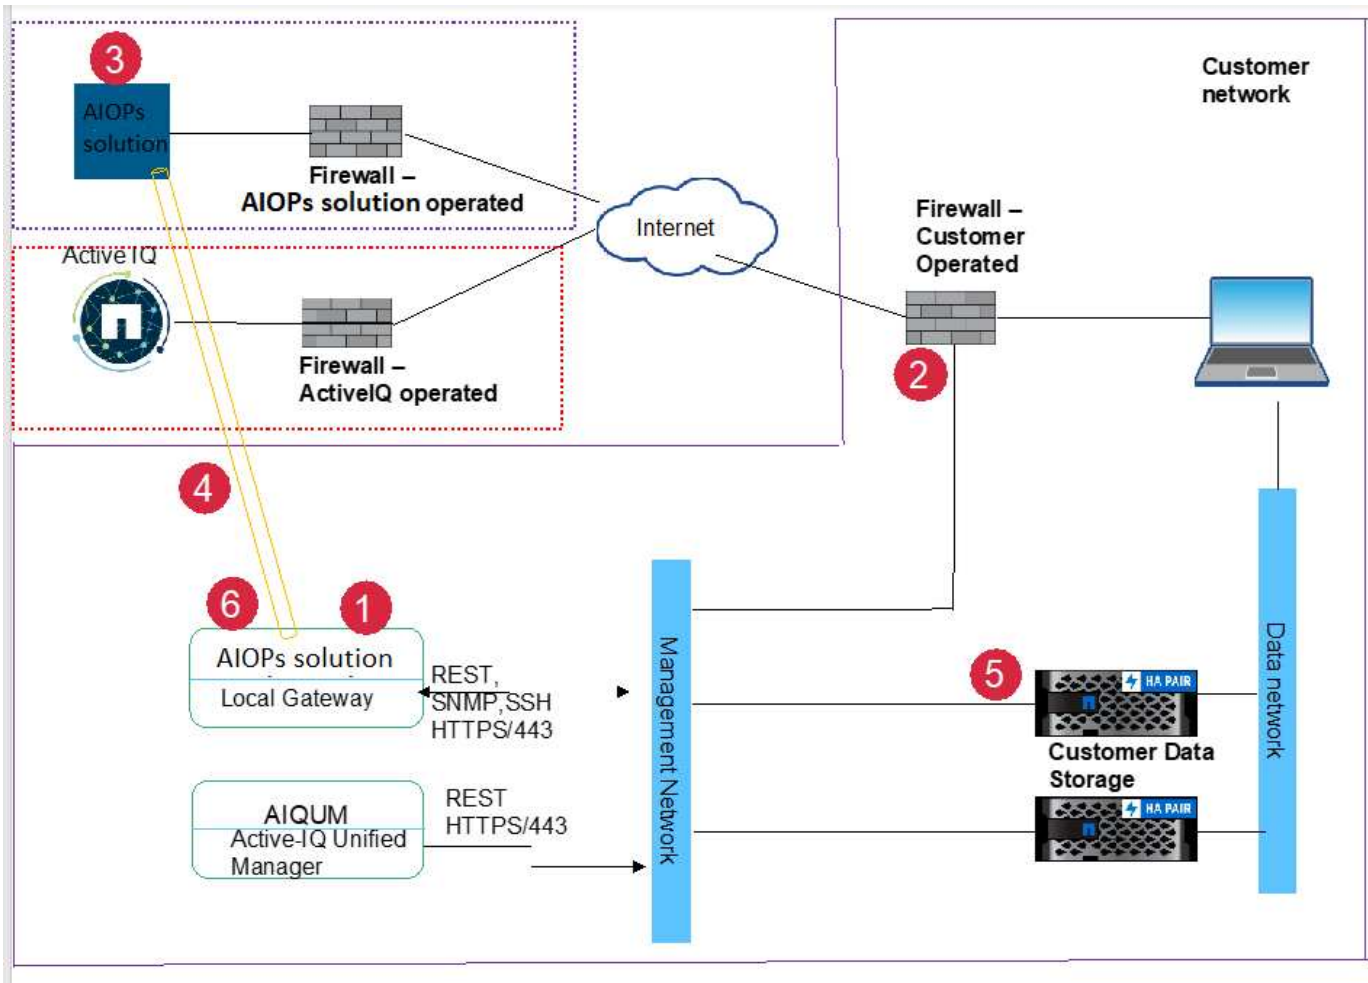 3
AIOPs
solution
Firewall –
AIOPs solution operated
Active IQ
Firewall –
ActiveIQ operated
Internet
Customer
network
Firewall –
Customer
Operated
2
4
6
1
AIOPs solution
Local Gateway
REST,
SNMP,SSH
HTTPS/443
AIQUM
Active-IQ Unified
Manager
REST
HTTPS/443
Management Network
5
HA PAIR
Customer Data
Storage
HA PAIR
Data network